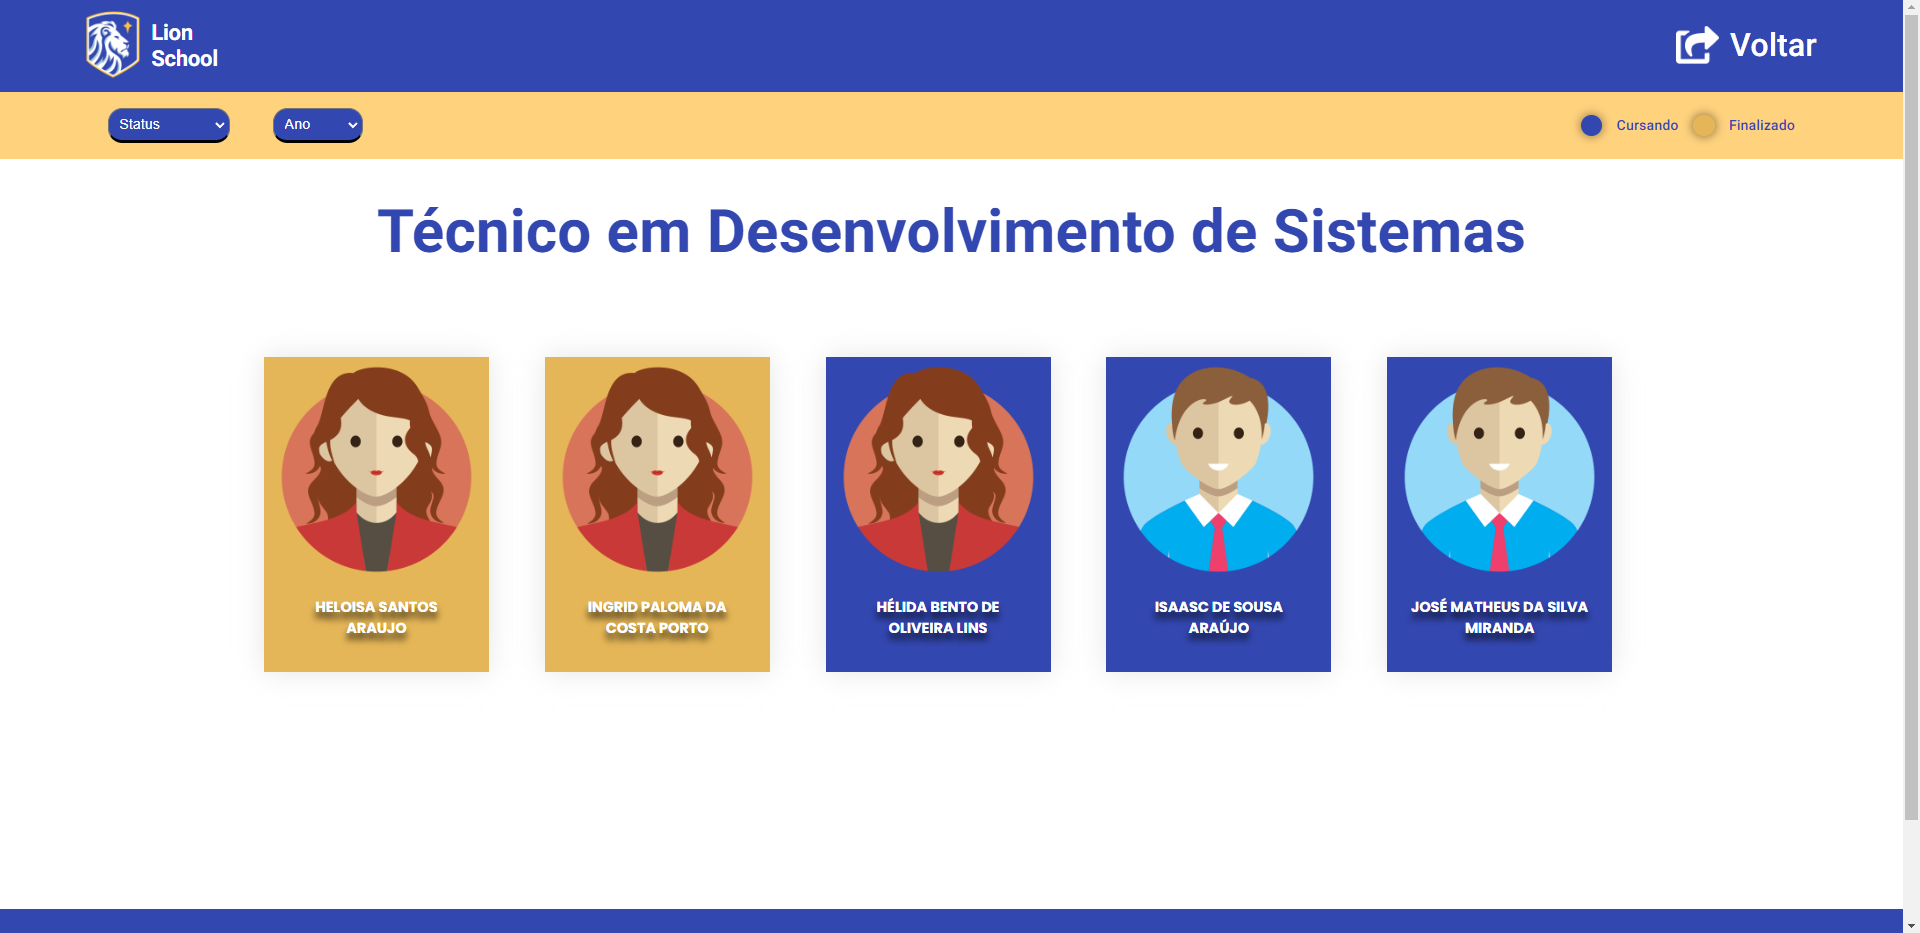 Lion
School
Voltar
Status
Ano
Cursando
Finalizado
Técnico em Desenvolvimento de Sistemas
HELOISA SANTOS
ARAUJO
INGRID PALOMA DA
COSTA PORTO
HÉLIDA BENTO DE
OLIVEIRA LINS
ISAASC DE SOUSA
ARAÚJO
JOSÉ MATHEUS DA SILVA
MIRANDA